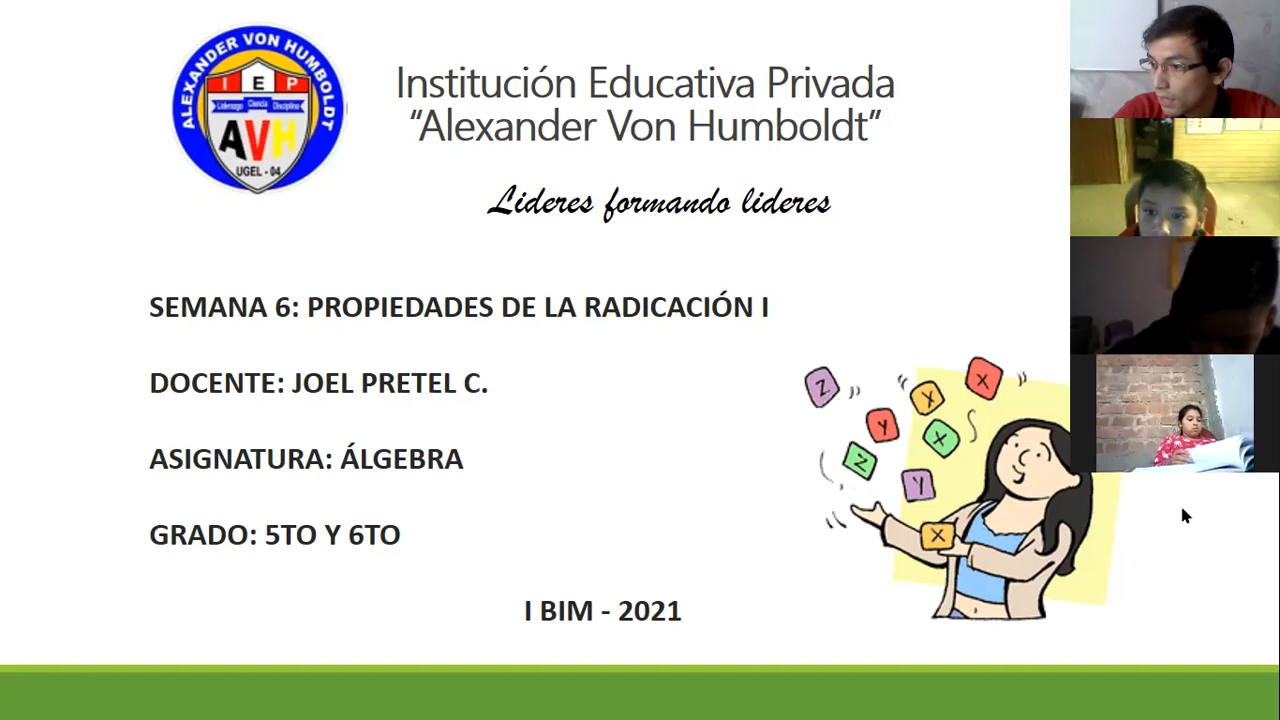 ALEXANDER VON HUMBOLDT
I E P
Liderazgo Ciencia Disciplina
AVH
UGEL - 04
Institución Educativa Privada
“Alexander Von Humboldt”
Lideres formando lideres
SEMANA 6: PROPIEDADES DE LA RADICACIÓN I
DOCENTE: JOEL PRETEL C.
ASIGNATURA: ÁLGEBRA
GRADO: 5TO Y 6TO
I BIM - 2021
Z
X
X
Y
X
Z
Y
X